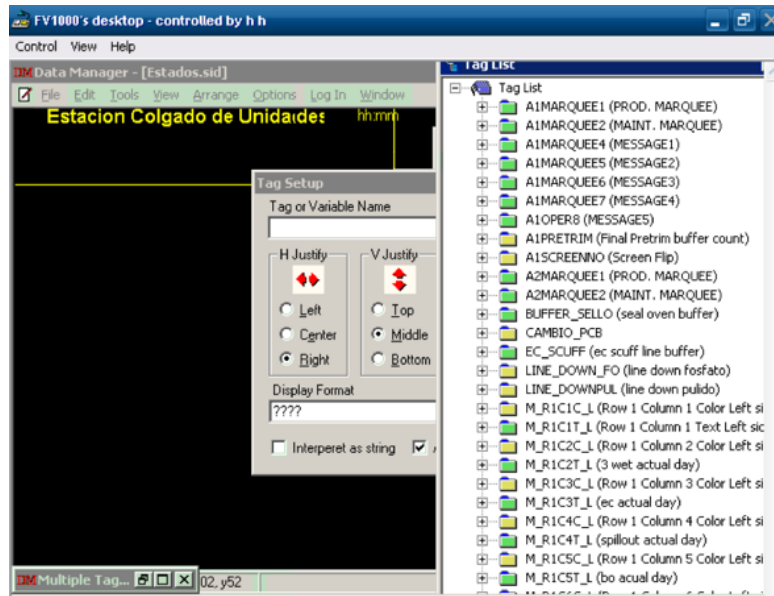 FV1000's desktop - controlled by h h
Control View Help
DM Data Manager - [Estados.sid]
File Edit Tools View Arrange Options Log In Window
Estacion Colgado de Unidades hh:mm
Tag Setup
Tag or Variable Name
H Justify
Left
Center
Right
V Justify
Top
Middle
Bottom
Display Format
????
Interperet as string
DM Multiple Tag...
02, y52
Tag List
Tag List
A1MARQUEE1 (PROD. MARQUEE)
A1MARQUEE2 (MAINT. MARQUEE)
A1MARQUEE4 (MESSAGE1)
A1MARQUEE5 (MESSAGE2)
A1MARQUEE6 (MESSAGE3)
A1MARQUEE7 (MESSAGE4)
A1OPER8 (MESSAGE5)
A1PRETRIM (Final Pretrim buffer count)
A1SCREENNO (Screen Flip)
A2MARQUEE1 (PROD. MARQUEE)
A2MARQUEE2 (MAINT. MARQUEE)
BUFFER_SELLO (seal oven buffer)
CAMBIO_PCB
EC_SCUFF (ec scuff line buffer)
LINE_DOWN_FO (line down fosfato)
LINE_DOWNPUL (line down pulido)
M_R1C1C_L (Row 1 Column 1 Color Left si
M_R1C1T_L (Row 1 Column 1 Text Left sic
M_R1C2C_L (Row 1 Column 2 Color Left si
M_R1C2T_L (3 wet actual day)
M_R1C3C_L (Row 1 Column 3 Color Left si
M_R1C3T_L (ec actual day)
M_R1C4C_L (Row 1 Column 4 Color Left si
M_R1C4T_L (spillout actual day)
M_R1C5C_L (Row 1 Column 5 Color Left si
M_R1C5T_L (bo acual day)